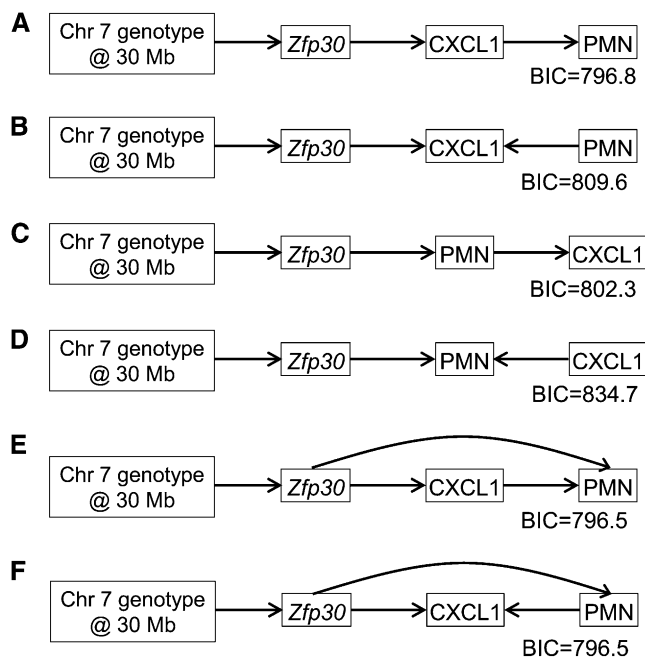 A
Chr 7 genotype
@ 30 Mb
Zfp30
CXCL1
PMN
BIC=796.8
B
Chr 7 genotype
@ 30 Mb
Zfp30
CXCL1
PMN
BIC=809.6
C
Chr 7 genotype
@ 30 Mb
Zfp30
PMN
CXCL1
BIC=802.3
D
Chr 7 genotype
@ 30 Mb
Zfp30
PMN
CXCL1
BIC=834.7
E
Chr 7 genotype
@ 30 Mb
Zfp30
CXCL1
PMN
BIC=796.5
F
Chr 7 genotype
@ 30 Mb
Zfp30
CXCL1
PMN
BIC=796.5